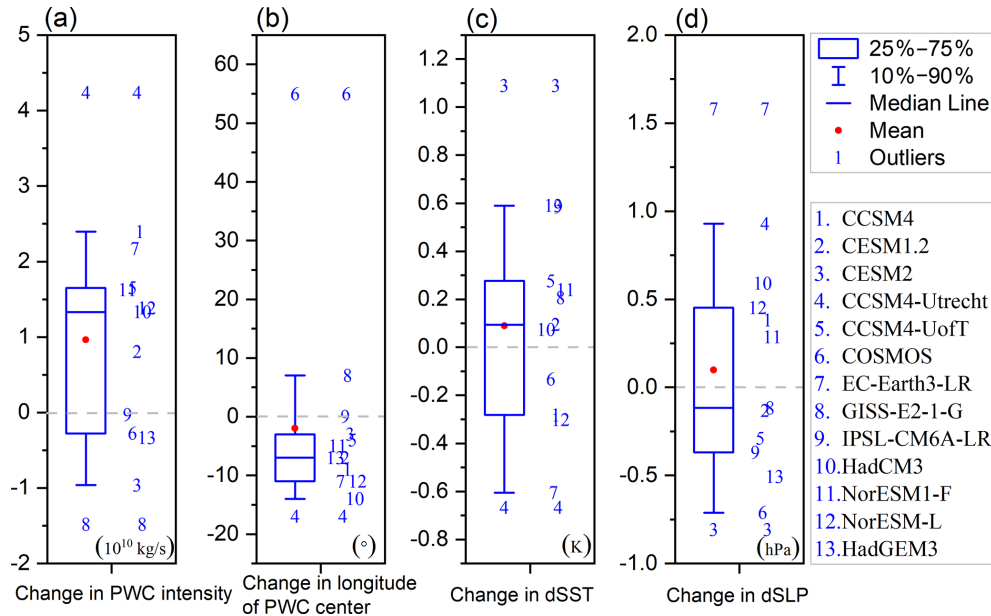 (a)
5
4
3
2
1
0
-1
-2
4 4
1
7
11 5
12
10
2
9
6 13
3
8 8
(10¹⁰ kg/s)
Change in PWC intensity
(b)
60
50
40
30
20
10
0
-10
-20
6 6
8
9
3
5 4
13 2
1
7 11
10
4 4
(°)
Change in longitude
of PWC center
(c)
1.2
1.0
0.8
0.6
0.4
0.2
0.0
-0.2
-0.4
-0.6
-0.8
3 3
5
11
8
2
10
13
1
12
7
4 4
(K)
Change in dSST
(d)
2.0
1.5
1.0
0.5
0.0
-0.5
-1.0
7 7
4
10
12
1
11
8
2
5
9
13
6
3 3
(hPa)
Change in dSLP
25%-75%
10%-90%
Median Line
Mean
1 Outliers
1. CCSM4
2. CESM1.2
3. CESM2
4. CCSM4-Utrecht
5. CCSM4-UofT
6. COSMOS
7. EC-Earth3-LR
8. GISS-E2-1-G
9. IPSL-CM6A-LR
10. HadCM3
11. NorESM1-F
12. NorESM-L
13. HadGEM3